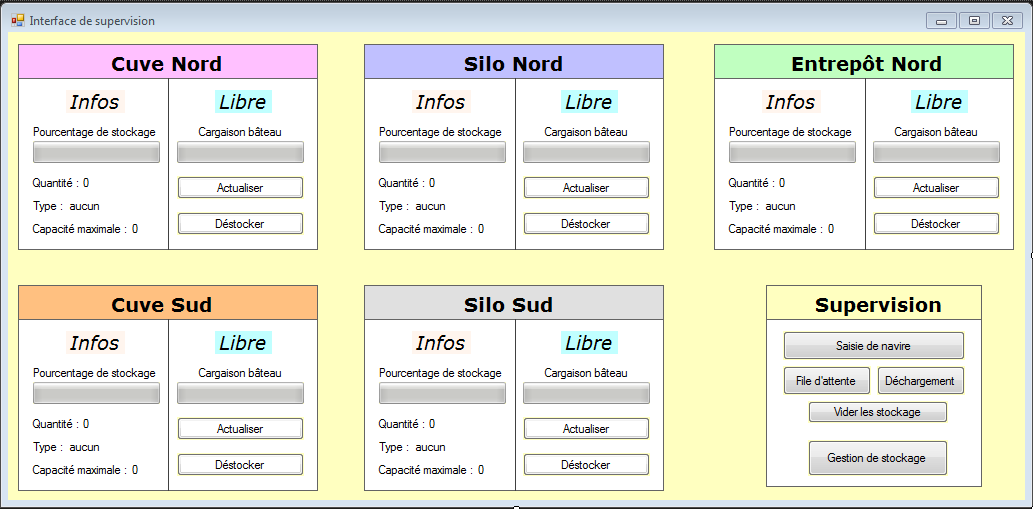 Interface de supervision
Cuve Nord
Infos
Libre
Pourcentage de stockage
Cargaison bâteau
Quantité : 0
Actualiser
Type : aucun
Déstocker
Capacité maximale : 0
Silo Nord
Infos
Libre
Pourcentage de stockage
Cargaison bâteau
Quantité : 0
Actualiser
Type : aucun
Déstocker
Capacité maximale : 0
Entrepôt Nord
Infos
Libre
Pourcentage de stockage
Cargaison bâteau
Quantité : 0
Actualiser
Type : aucun
Déstocker
Capacité maximale : 0
Cuve Sud
Infos
Libre
Pourcentage de stockage
Cargaison bâteau
Quantité : 0
Actualiser
Type : aucun
Déstocker
Capacité maximale : 0
Silo Sud
Infos
Libre
Pourcentage de stockage
Cargaison bâteau
Quantité : 0
Actualiser
Type : aucun
Déstocker
Capacité maximale : 0
Supervision
Saisie de navire
File d'attente
Déchargement
Vider les stockage
Gestion de stockage